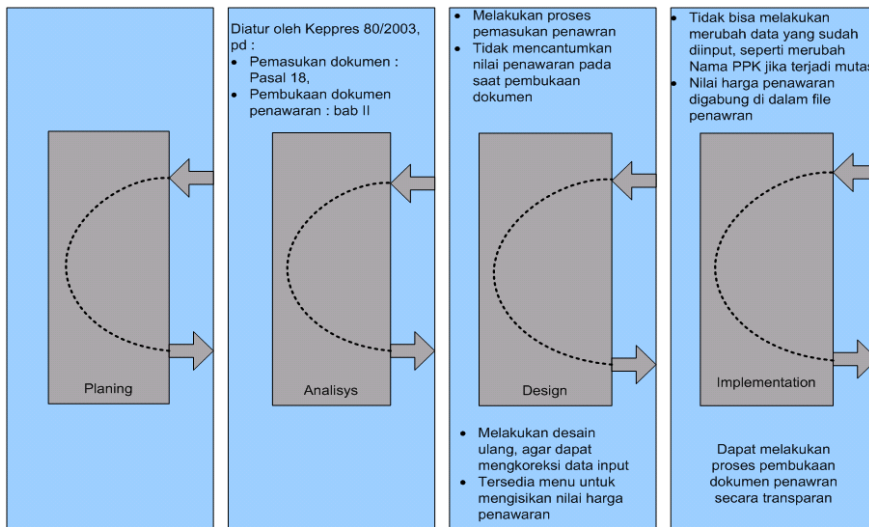 Planing
Diatur oleh Keppres 80/2003,
pd :
• Pemasukan dokumen :
Pasal 18,
• Pembukaan dokumen
penawaran : bab II
Analisys
• Melakukan proses
pemasukan penawran
• Tidak mencantumkan
nilai penawaran pada
saat pembukaan
dokumen
Design
• Melakukan desain
ulang, agar dapat
mengkoreksi data input
• Tersedia menu untuk
mengisikan nilai harga
penawaran
• Tidak bisa melakukan
merubah data yang sudah
diinput, seperti merubah
Nama PPK jika terjadi mutas
• Nilai harga penawaran
digabung di dalam file
penawran
Implementation
Dapat melakukan
proses pembukaan
dokumen penawran
secara transparan